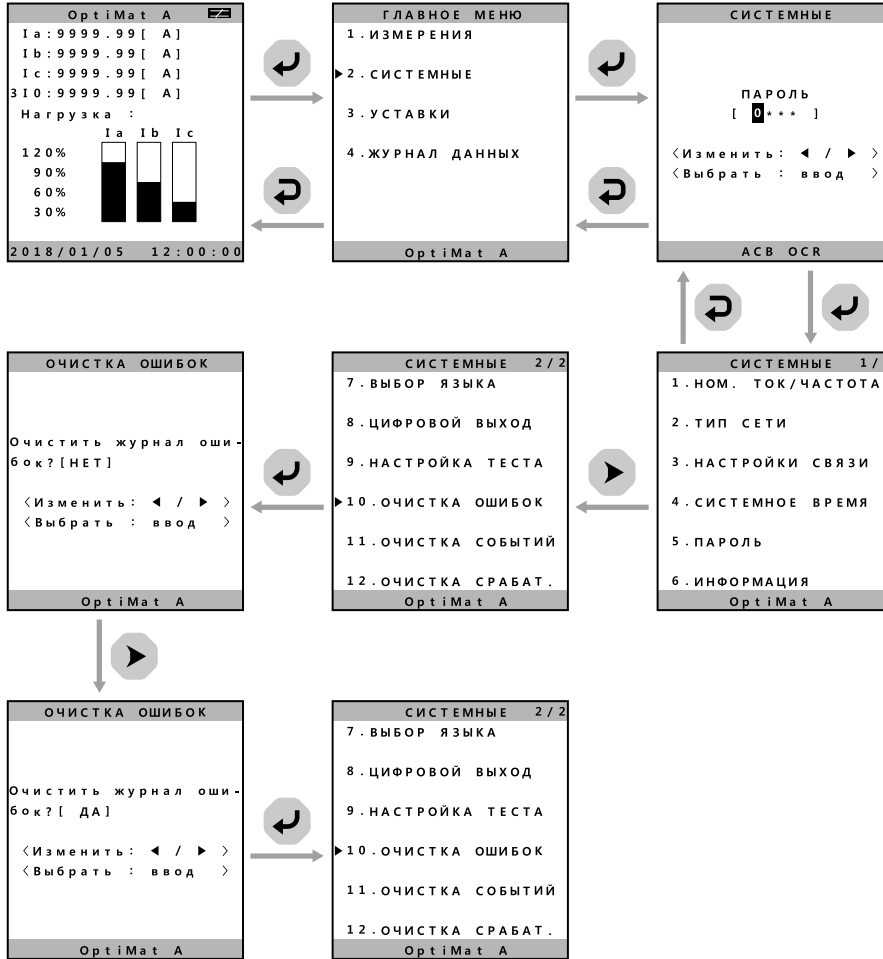 OptiMat A
Ia:9999.99[ A]
Ib:9999.99[ A]
Ic:9999.99[ A]
3I0:9999.99[ A]
Нагрузка :
Ia Ib Ic
120%
90%
60%
30%
2018/01/05 12:00:00
ГЛАВНОЕ МЕНЮ
1.ИЗМЕРЕНИЯ
▶2.СИСТЕМНЫЕ
3.УСТАВКИ
4.ЖУРНАЛ ДАННЫХ
OptiMat A
СИСТЕМНЫЕ
ПАРОЛЬ
[ 0*** ]
〈Изменить: ◀ / ▶ 〉
〈Выбрать : ввод 〉
ACB OCR
ОЧИСТКА ОШИБОК
Очистить журнал оши-
бок?[НЕТ]
〈Изменить: ◀ / ▶ 〉
〈Выбрать : ввод 〉
OptiMat A
СИСТЕМНЫЕ 2/2
7.ВЫБОР ЯЗЫКА
8.ЦИФРОВОЙ ВЫХОД
9.НАСТРОЙКА ТЕСТА
▶10.ОЧИСТКА ОШИБОК
11.ОЧИСТКА СОБЫТИЙ
12.ОЧИСТКА СРАБАТ.
OptiMat A
СИСТЕМНЫЕ 1/
1.НОМ. ТОК/ЧАСТОТА
2.ТИП СЕТИ
3.НАСТРОЙКИ СВЯЗИ
4.СИСТЕМНОЕ ВРЕМЯ
5.ПАРОЛЬ
6.ИНФОРМАЦИЯ
OptiMat A
ОЧИСТКА ОШИБОК
Очистить журнал оши-
бок?[ ДА]
〈Изменить: ◀ / ▶ 〉
〈Выбрать : ввод 〉
OptiMat A
СИСТЕМНЫЕ 2/2
7.ВЫБОР ЯЗЫКА
8.ЦИФРОВОЙ ВЫХОД
9.НАСТРОЙКА ТЕСТА
▶10.ОЧИСТКА ОШИБОК
11.ОЧИСТКА СОБЫТИЙ
12.ОЧИСТКА СРАБАТ.
OptiMat A